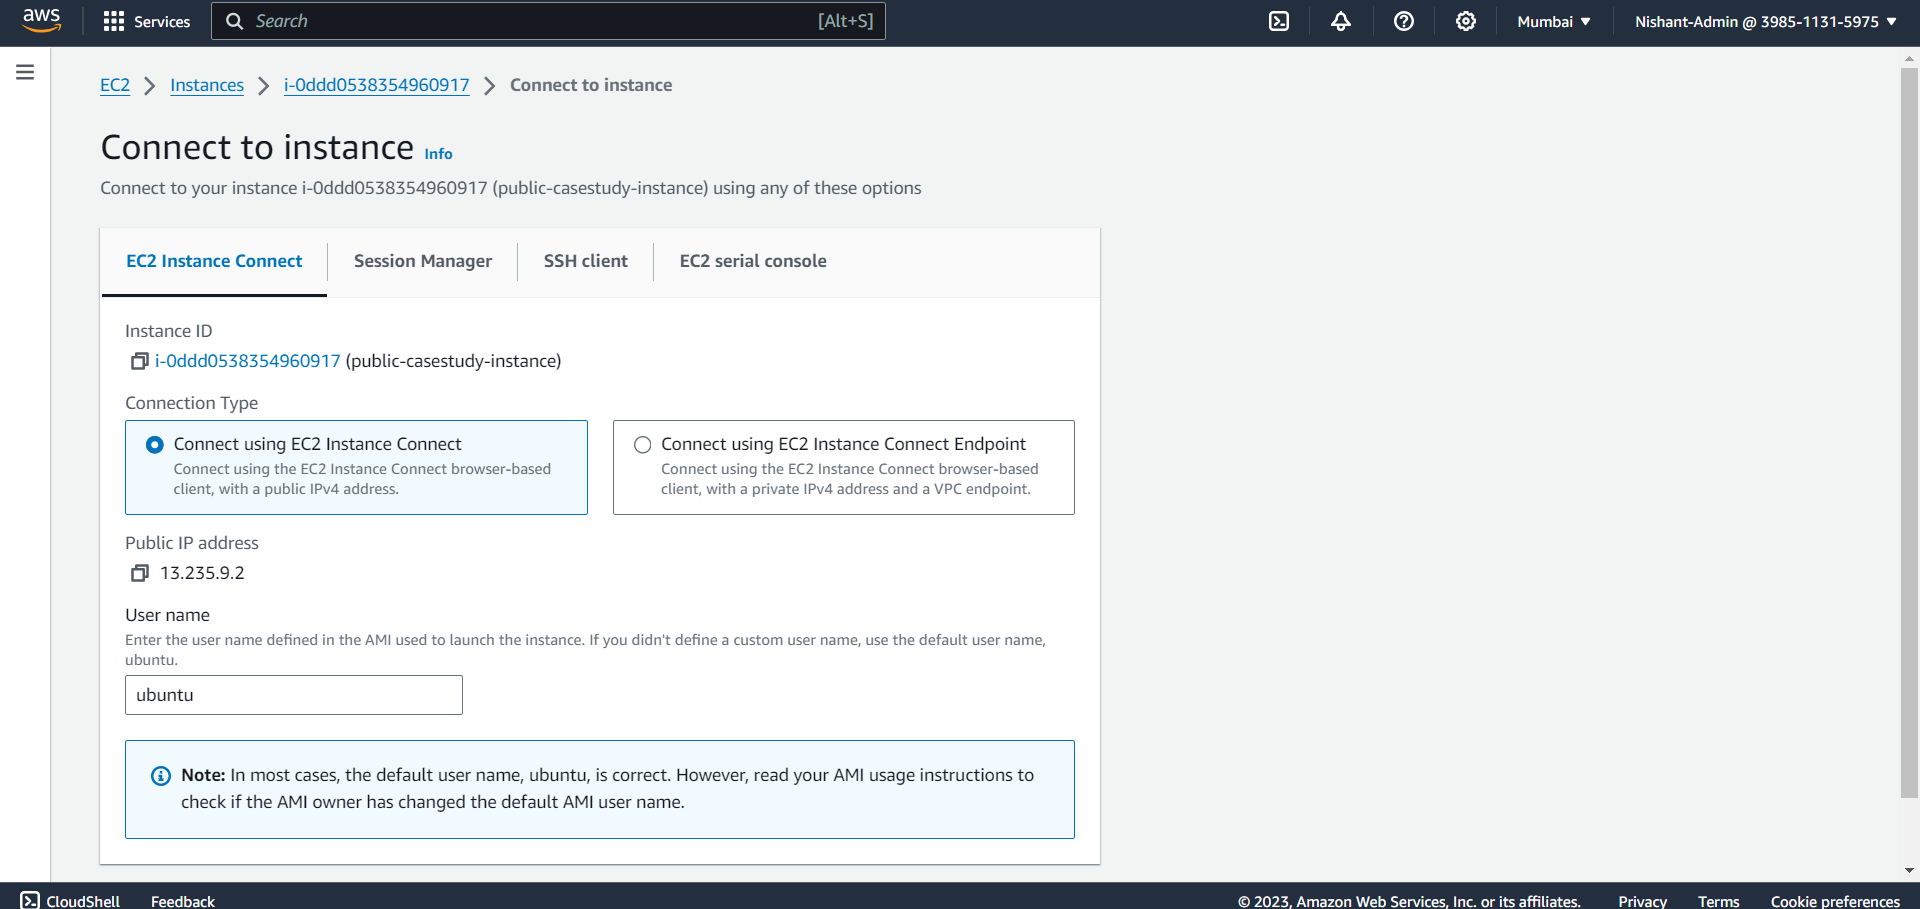 aws
Services
Search
[Alt+S]
Mumbai
Nishant-Admin @ 3985-1131-5975
EC2
Instances
i-0ddd0538354960917
Connect to instance
Connect to instance Info
Connect to your instance i-0ddd0538354960917 (public-casestudy-instance) using any of these options
EC2 Instance Connect
Session Manager
SSH client
EC2 serial console
Instance ID
i-0ddd0538354960917 (public-casestudy-instance)
Connection Type
Connect using EC2 Instance Connect
Connect using the EC2 Instance Connect browser-based
client, with a public IPv4 address.
Connect using EC2 Instance Connect Endpoint
Connect using the EC2 Instance Connect browser-based
client, with a private IPv4 address and a VPC endpoint.
Public IP address
13.235.9.2
User name
Enter the user name defined in the AMI used to launch the instance. If you didn't define a custom user name, use the default user name,
ubuntu.
ubuntu
Note: In most cases, the default user name, ubuntu, is correct. However, read your AMI usage instructions to
check if the AMI owner has changed the default AMI user name.
CloudShell
Feedback
© 2023, Amazon Web Services, Inc. or its affiliates.
Privacy
Terms
Cookie preferences